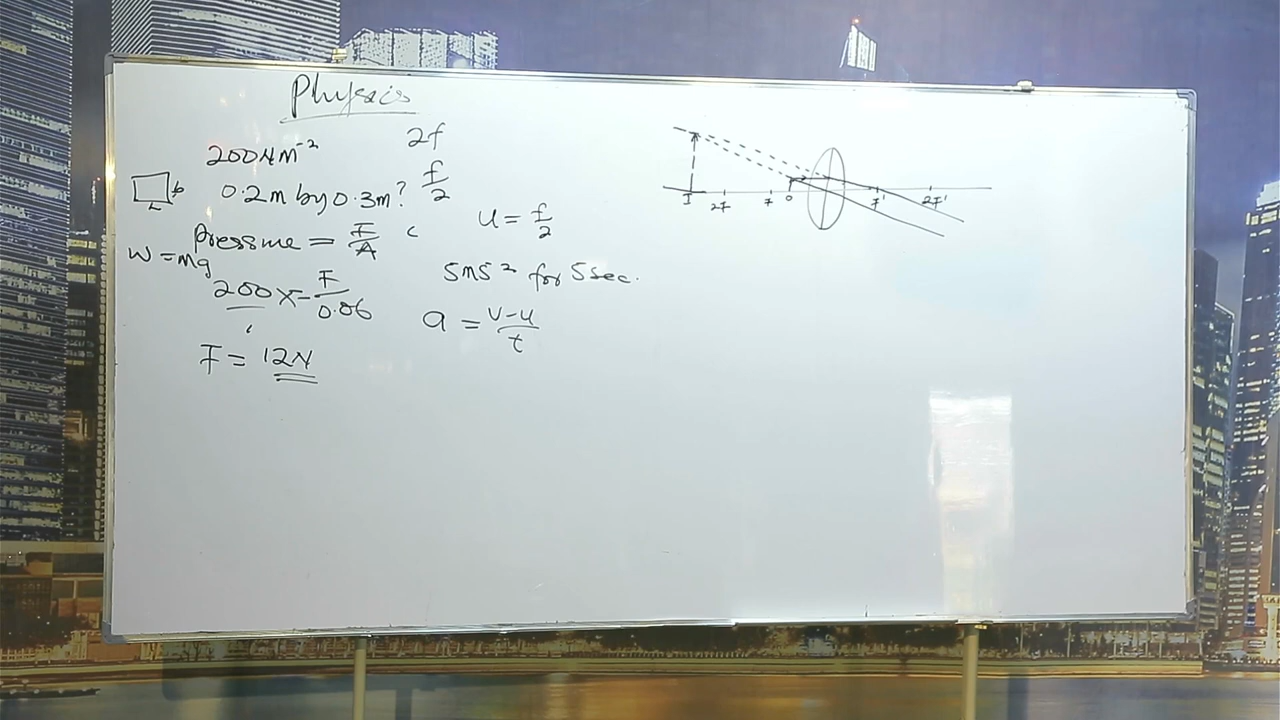 Physics
200Nm⁻²
0.2m by 0.3m?
Pressure = F/A
W = mg
200 = F/0.06
F = 12N
2f
f/2
u = f/2
5ms⁻² for 5sec.
a = v-u/t
I 2F F O F' 2F'